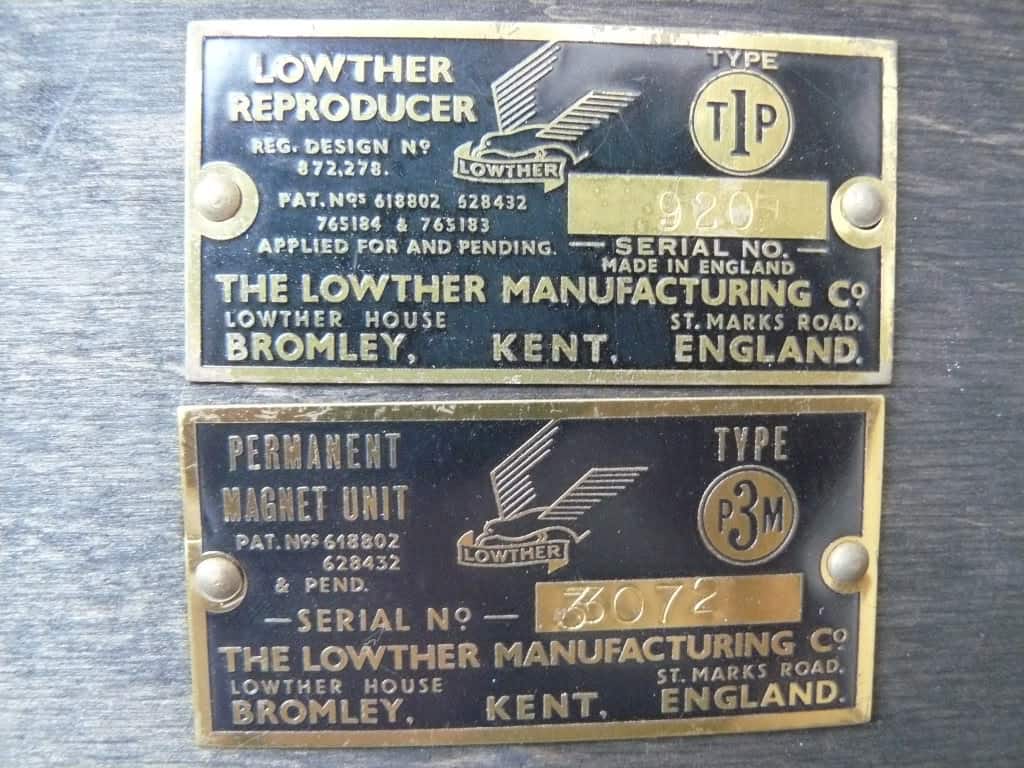 LOWTHER
REPRODUCER
REG. DESIGN Nº
872,278.
PAT. Nºs 618802 628432
765184 & 765183
APPLIED FOR AND PENDING.
LOWTHER
TYPE
T1P
920
— SERIAL NO. —
MADE IN ENGLAND
THE LOWTHER MANUFACTURING Cº
LOWTHER HOUSE ST. MARKS ROAD.
BROMLEY, KENT, ENGLAND.
PERMANENT
MAGNET UNIT
PAT. Nºs 618802
628432
& PEND.
LOWTHER
TYPE
P3M
— SERIAL Nº — 33072
THE LOWTHER MANUFACTURING Cº
LOWTHER HOUSE ST. MARKS ROAD.
BROMLEY, KENT, ENGLAND.